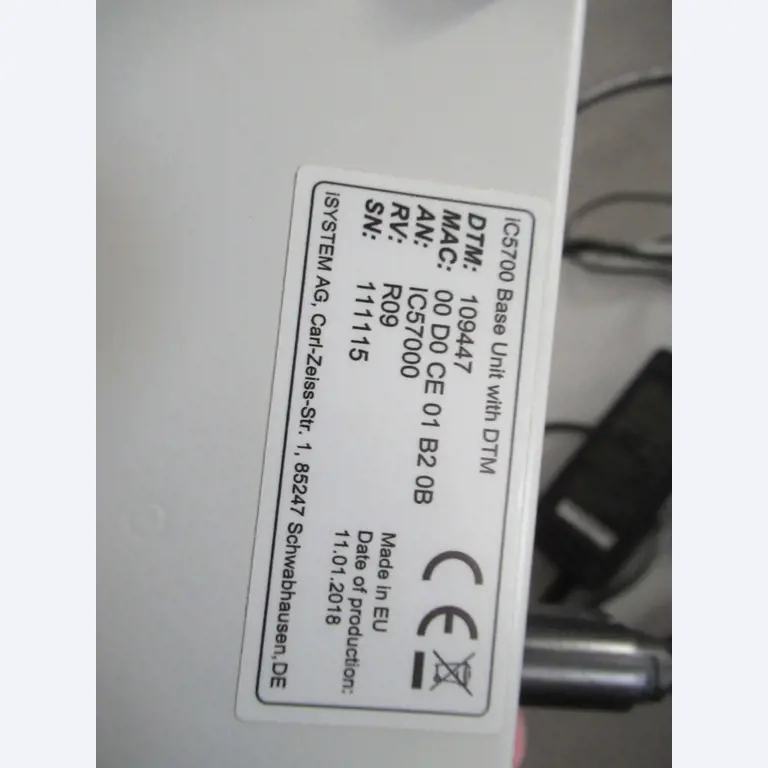 iC5700 Base Unit with DTM
DTM: 109447
MAC: 00 D0 CE 01 B2 0B
AN: IC57000
RV: R09
SN: 111115
CE
Made in EU
Date of production:
11.01.2018
iSYSTEM AG, Carl-Zeiss-Str. 1, 85247 Schwabhausen,DE